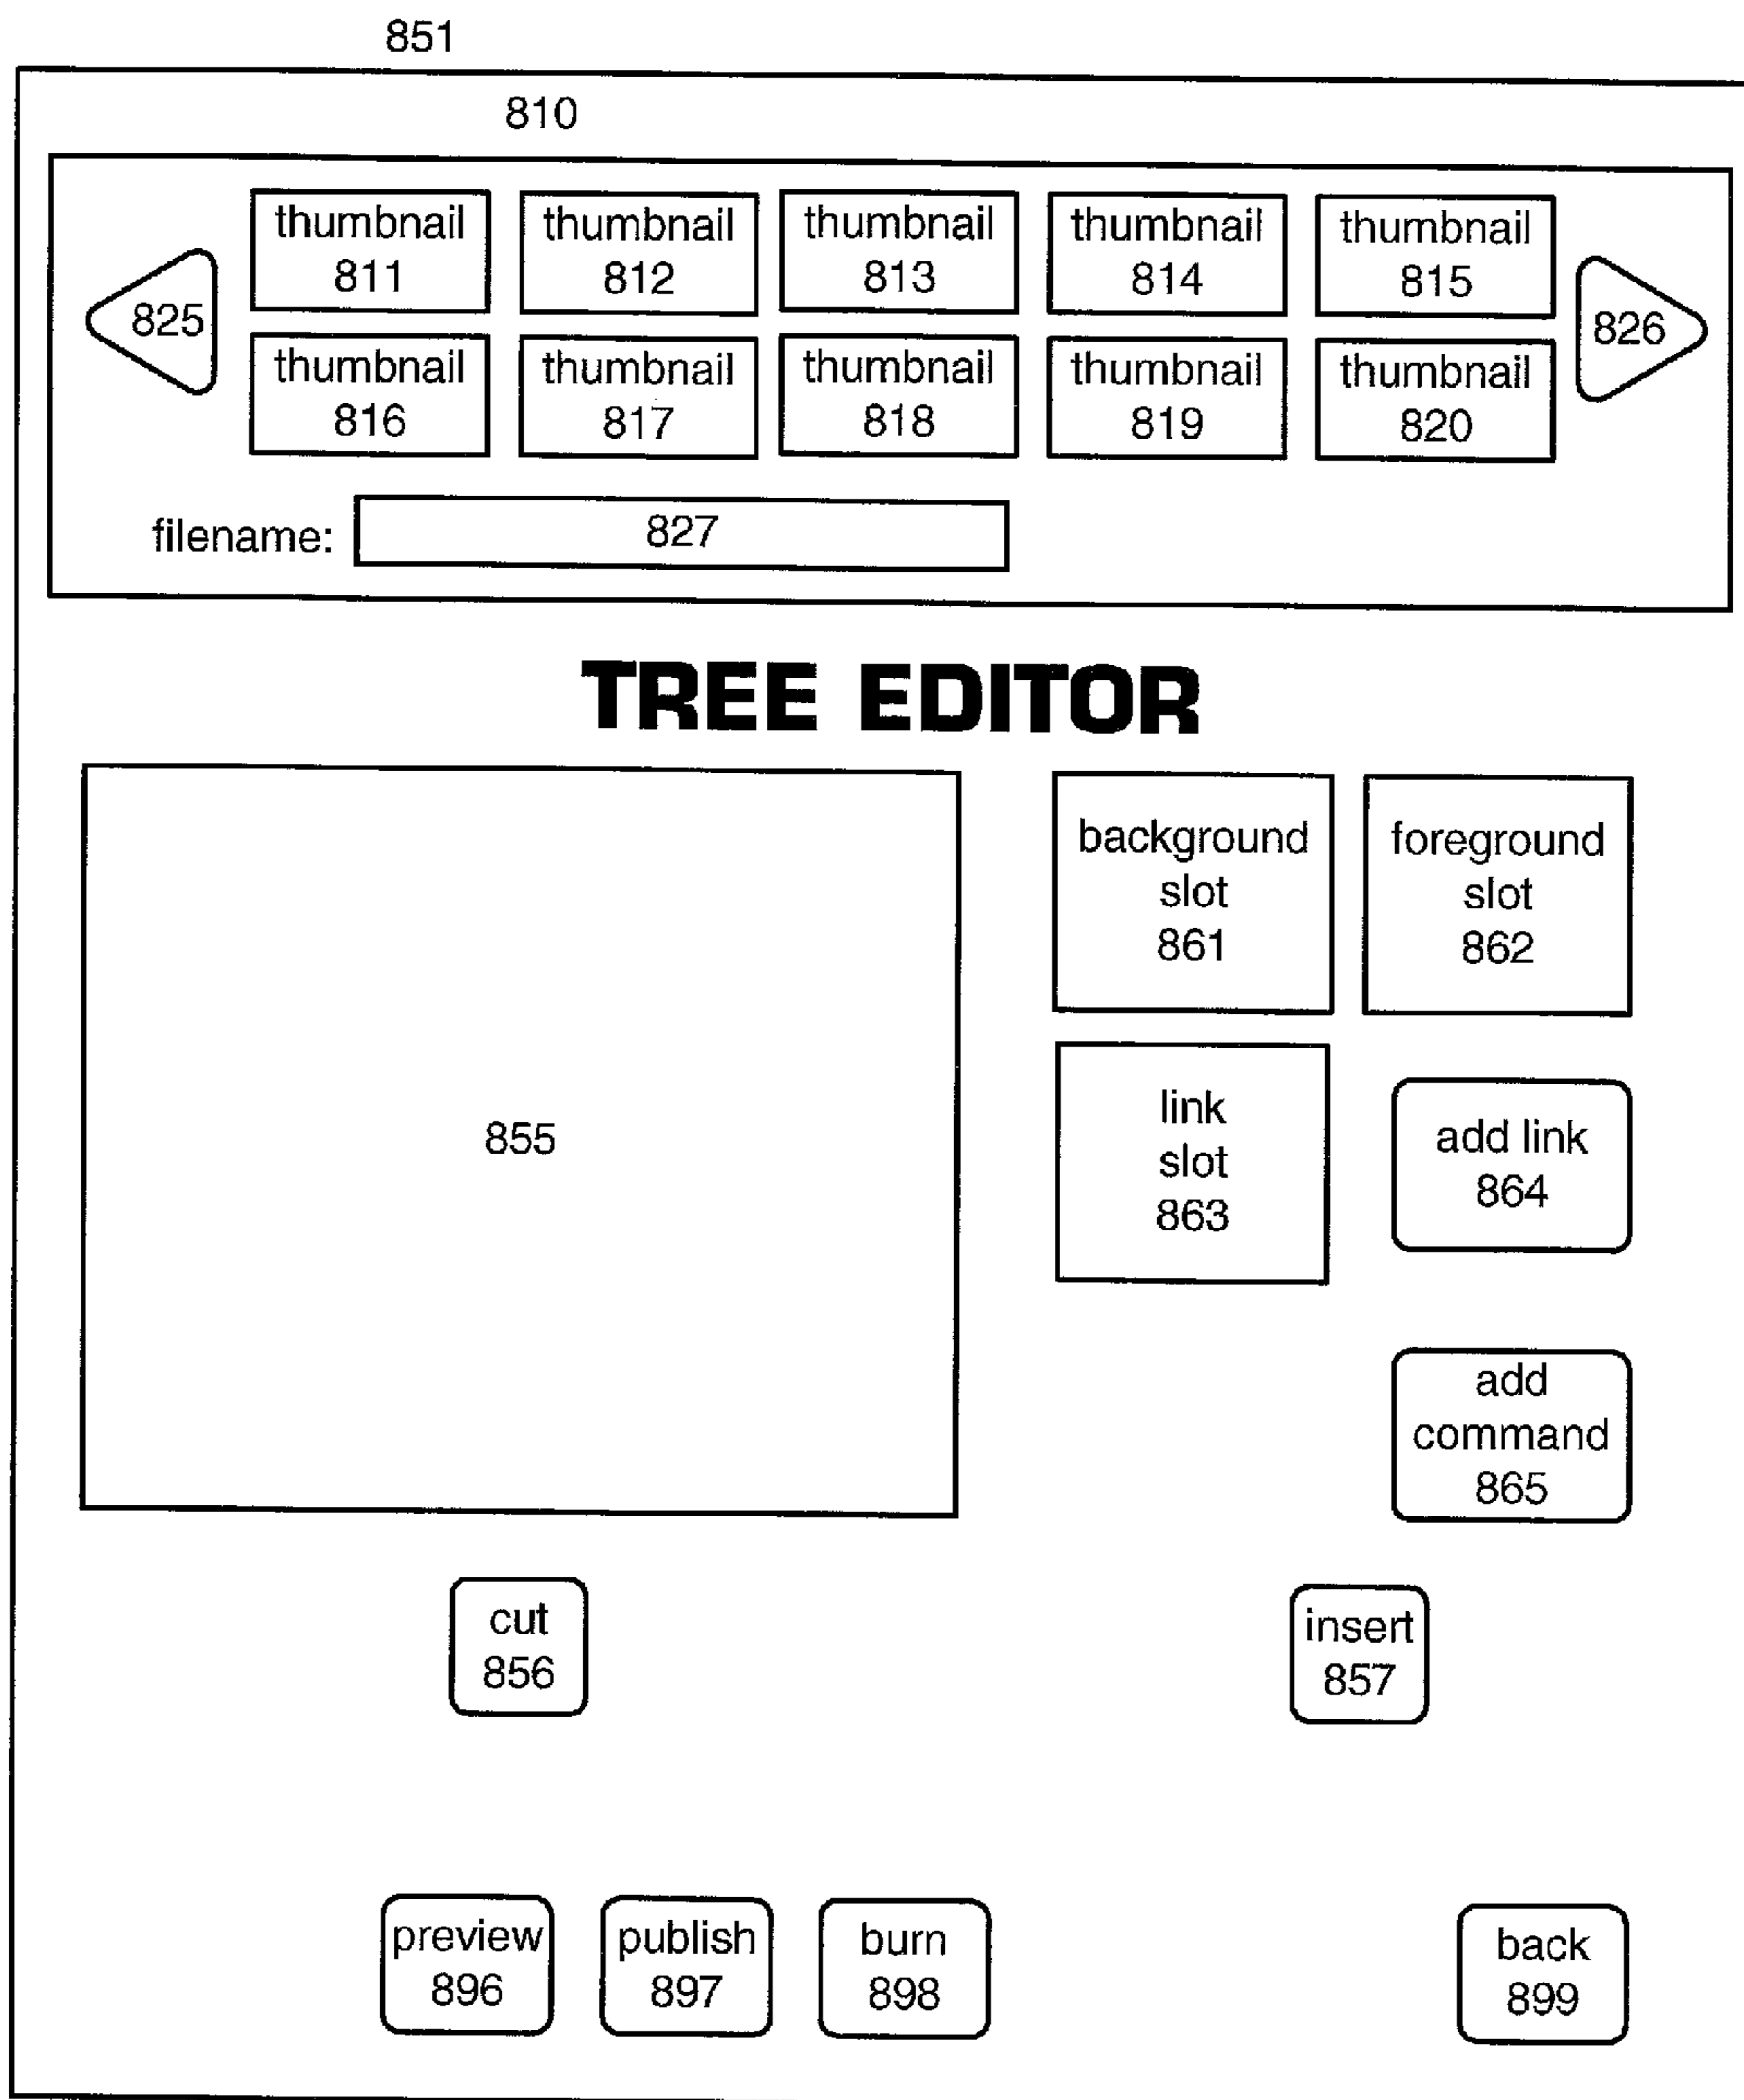 851
810
thumbnail
811
thumbnail
812
thumbnail
813
thumbnail
814
thumbnail
815
825
826
thumbnail
816
thumbnail
817
thumbnail
818
thumbnail
819
thumbnail
820
filename:
827
TREE EDITOR
855
background
slot
861
foreground
slot
862
link
slot
863
add link
864
add
command
865
cut
856
insert
857
preview
896
publish
897
burn
898
back
899